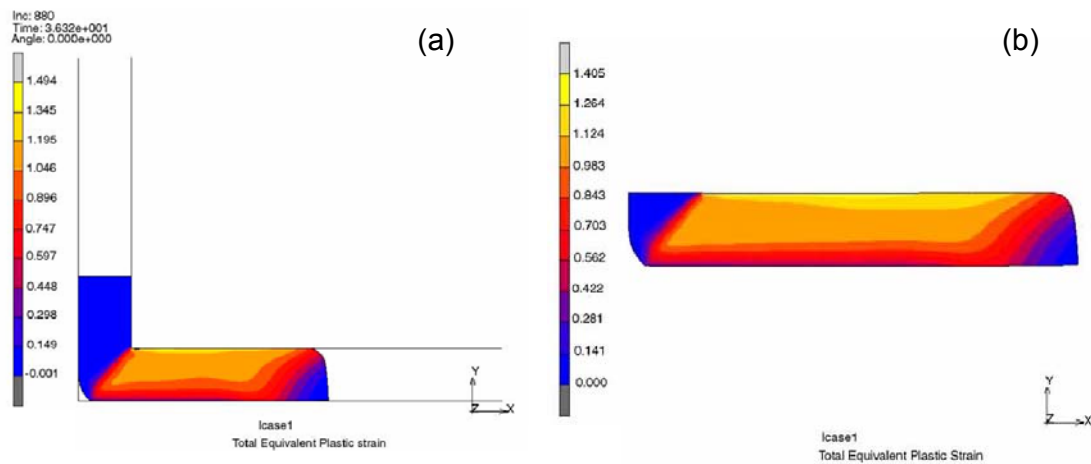 Inc: 880
Time: 3.632e+001
Angle: 0.000e+000
(a)
1.494
1.345
1.195
1.046
0.896
0.747
0.597
0.448
0.298
0.149
-0.001
Y
Z
X
lcase1
Total Equivalent Plastic strain
(b)
1.405
1.264
1.124
0.983
0.843
0.703
0.562
0.422
0.281
0.141
0.000
Y
Z
X
lcase1
Total Equivalent Plastic Strain